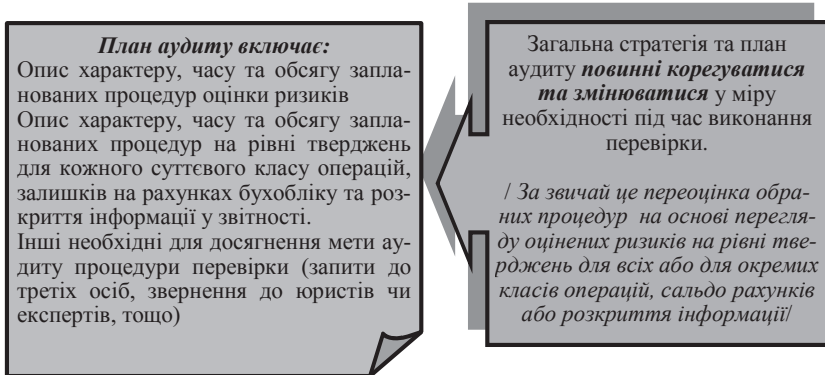 План аудиту включає:
Опис характеру, часу та обсягу запла-
нованих процедур оцінки ризиків
Опис характеру, часу та обсягу запла-
нованих процедур на рівні тверджень
для кожного суттєвого класу операцій,
залишків на рахунках бухобліку та роз-
криття інформації у звітності.
Інші необхідні для досягнення мети ау-
диту процедури перевірки (запити до
третіх осіб, звернення до юристів чи
експертів, тощо)
Загальна стратегія та план
аудиту повинні корегуватися
та змінюватися у міру
необхідності під час виконання
перевірки.
/ За звичай це переоцінка обра-
них процедур на основі перегля-
ду оцінених ризиків на рівні тве-
рджень для всіх або для окремих
класів операцій, сальдо рахунків
або розкриття інформації/